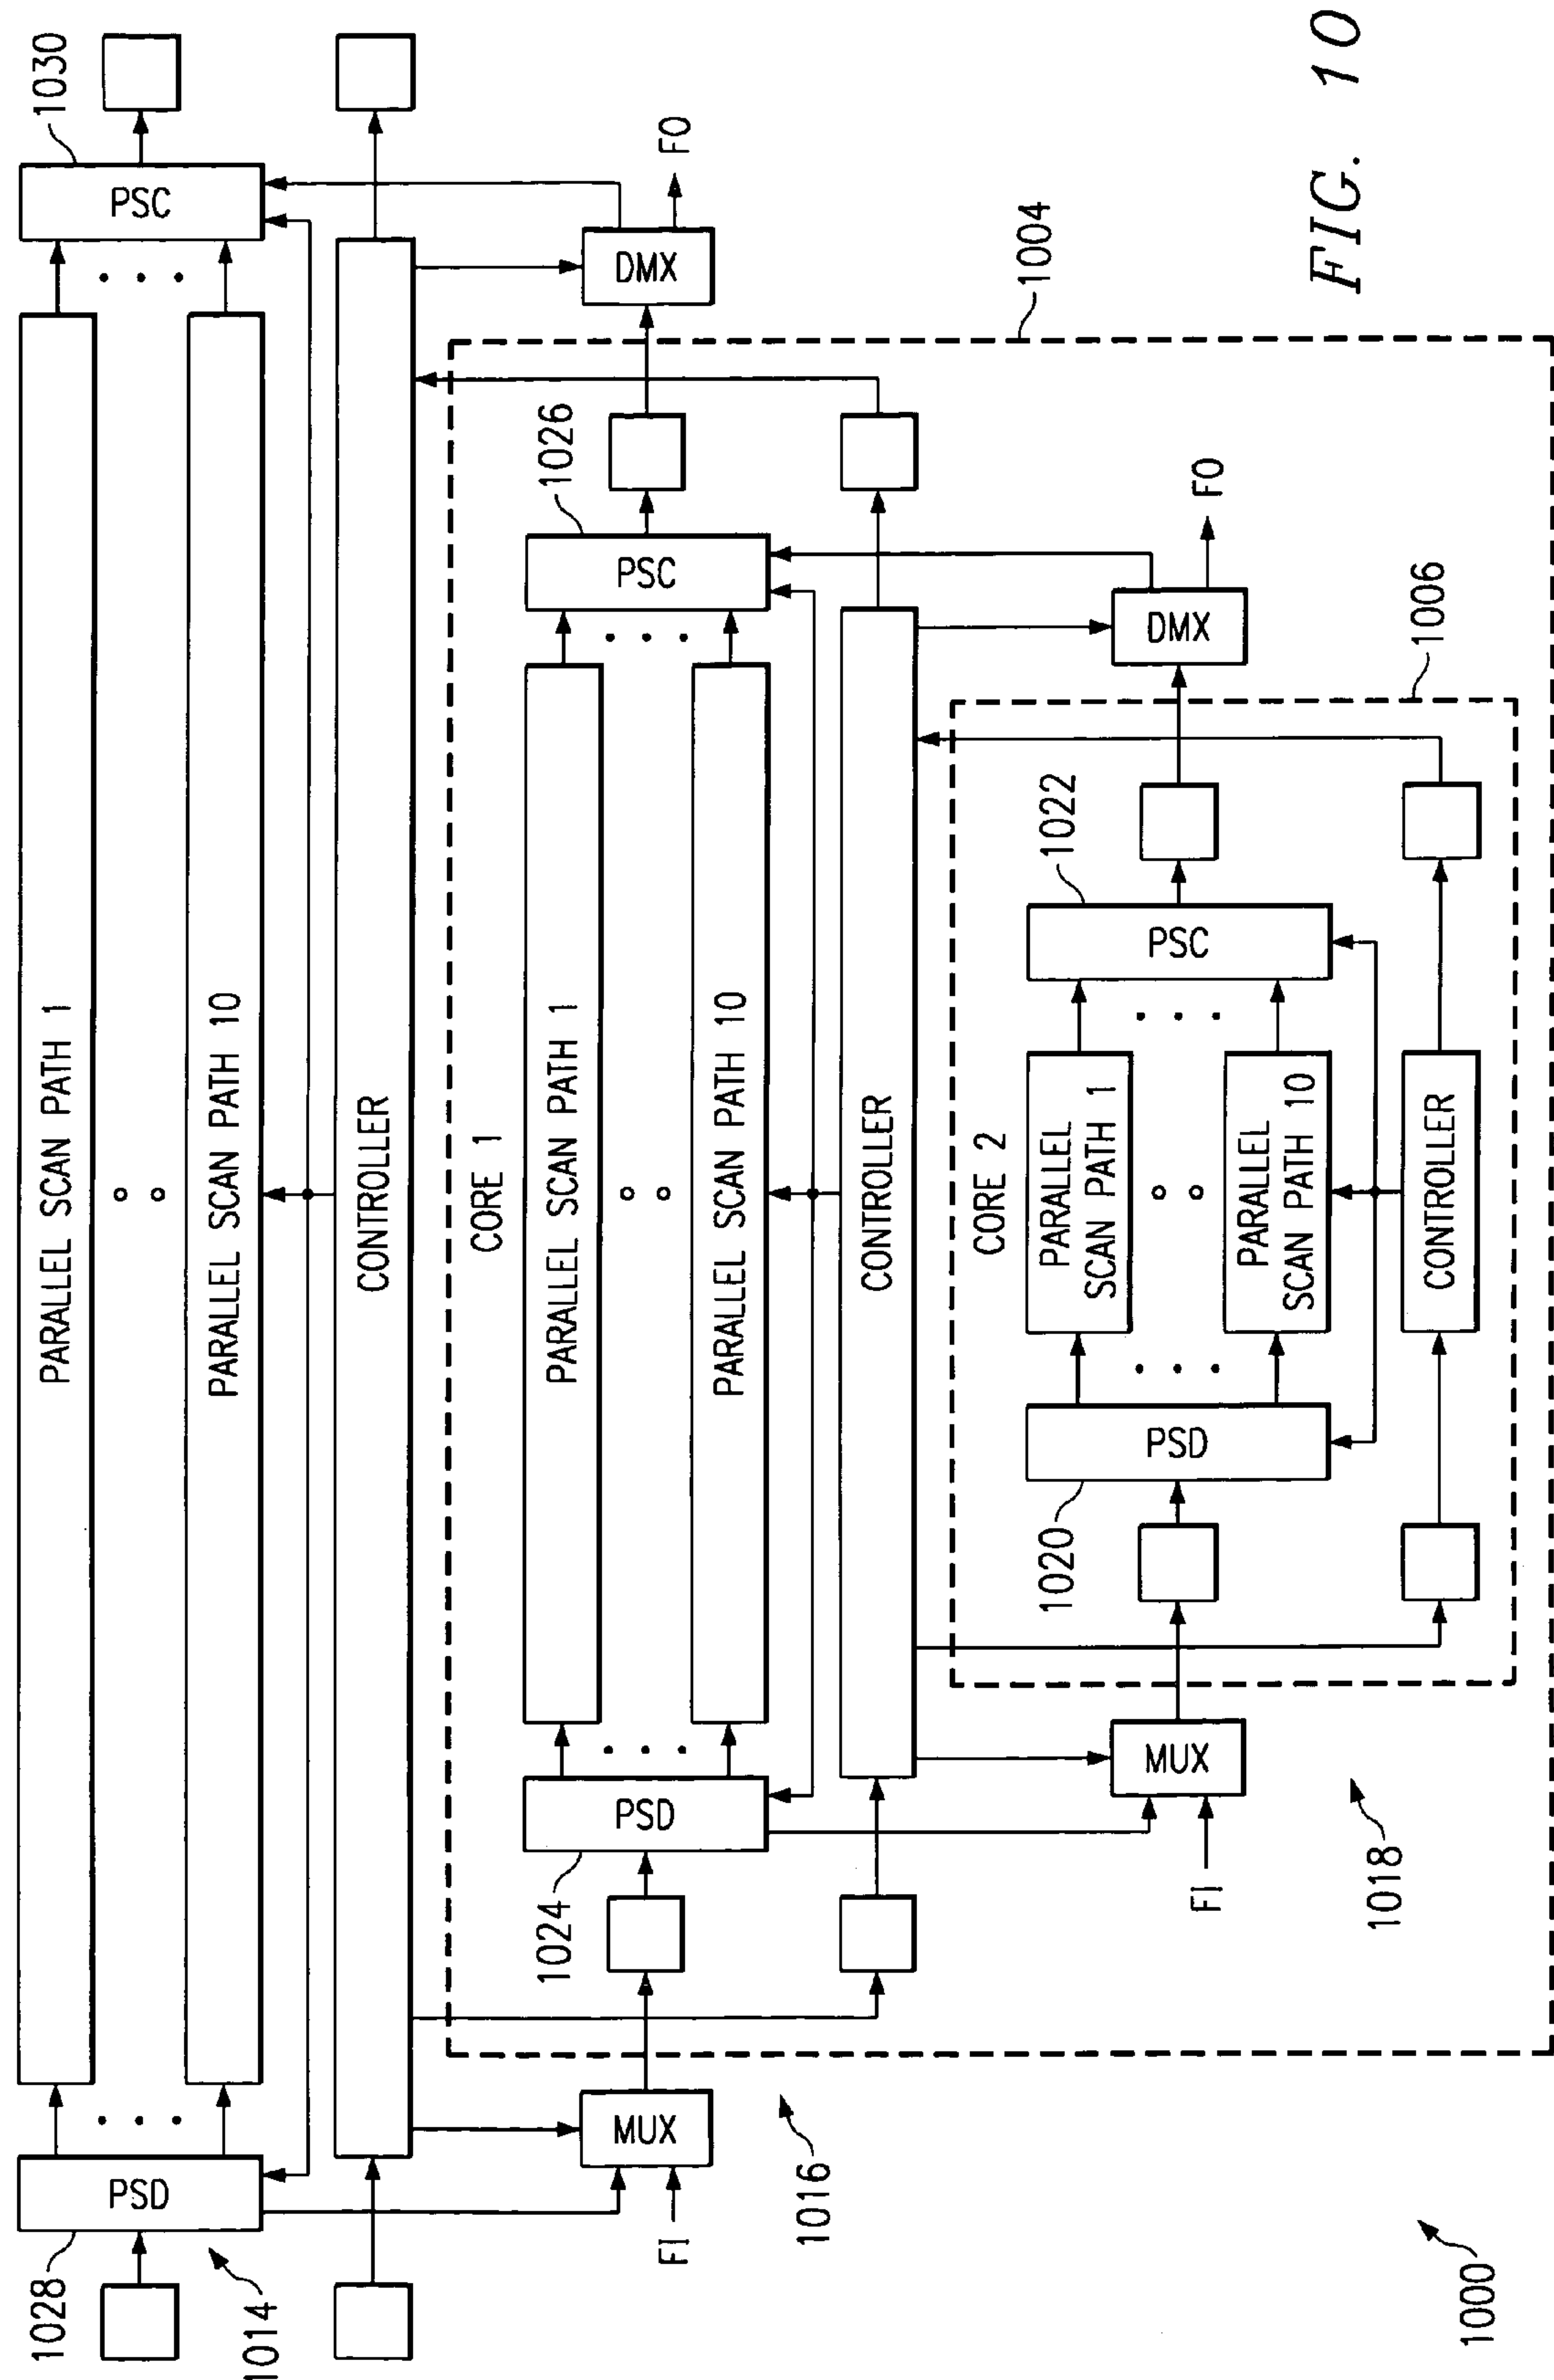 1028
1014
PSD
PARALLEL SCAN PATH 1
PARALLEL SCAN PATH 10
PSC
1030
CONTROLLER
MUX
FI
DMX
FO
1016
1004
CORE 1
1024
PSD
PARALLEL SCAN PATH 1
PARALLEL SCAN PATH 10
PSC
1026
CONTROLLER
MUX
FI
DMX
FO
1018
1006
CORE 2
1020
PSD
PARALLEL
SCAN PATH 1
PARALLEL
SCAN PATH 10
PSC
1022
CONTROLLER
1000
FIG. 10